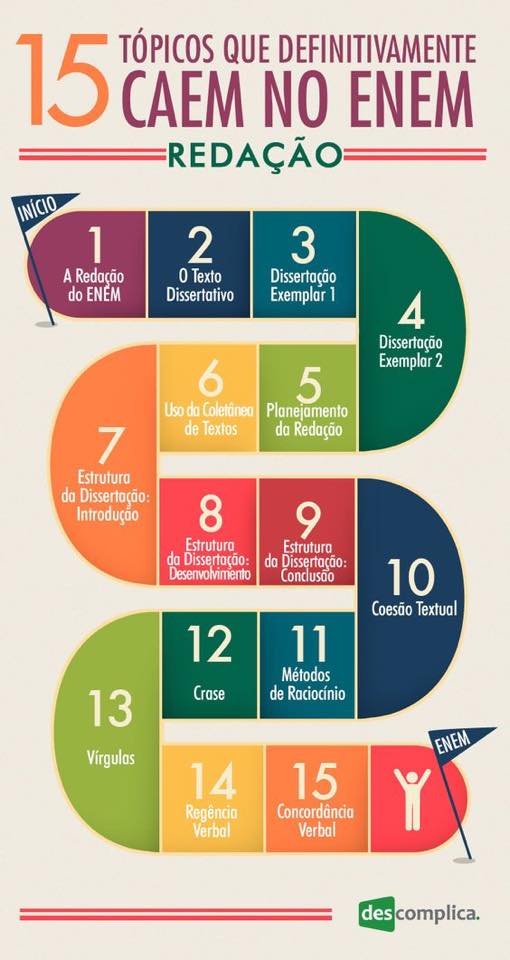 15 TÓPICOS QUE DEFINITIVAMENTE
CAEM NO ENEM
REDAÇÃO
INÍCIO
1
A Redação
do ENEM
2
O Texto
Dissertativo
3
Dissertação
Exemplar 1
4
Dissertação
Exemplar 2
5
Planejamento
da Redação
6
Uso da Coletânea
de Textos
7
Estrutura
da Dissertação:
Introdução
8
Estrutura
da Dissertação:
Desenvolvimento
9
Estrutura
da Dissertação:
Conclusão
10
Coesão Textual
11
Métodos
de Raciocínio
12
Crase
13
Vírgulas
14
Regência
Verbal
15
Concordância
Verbal
ENEM
descomplica.